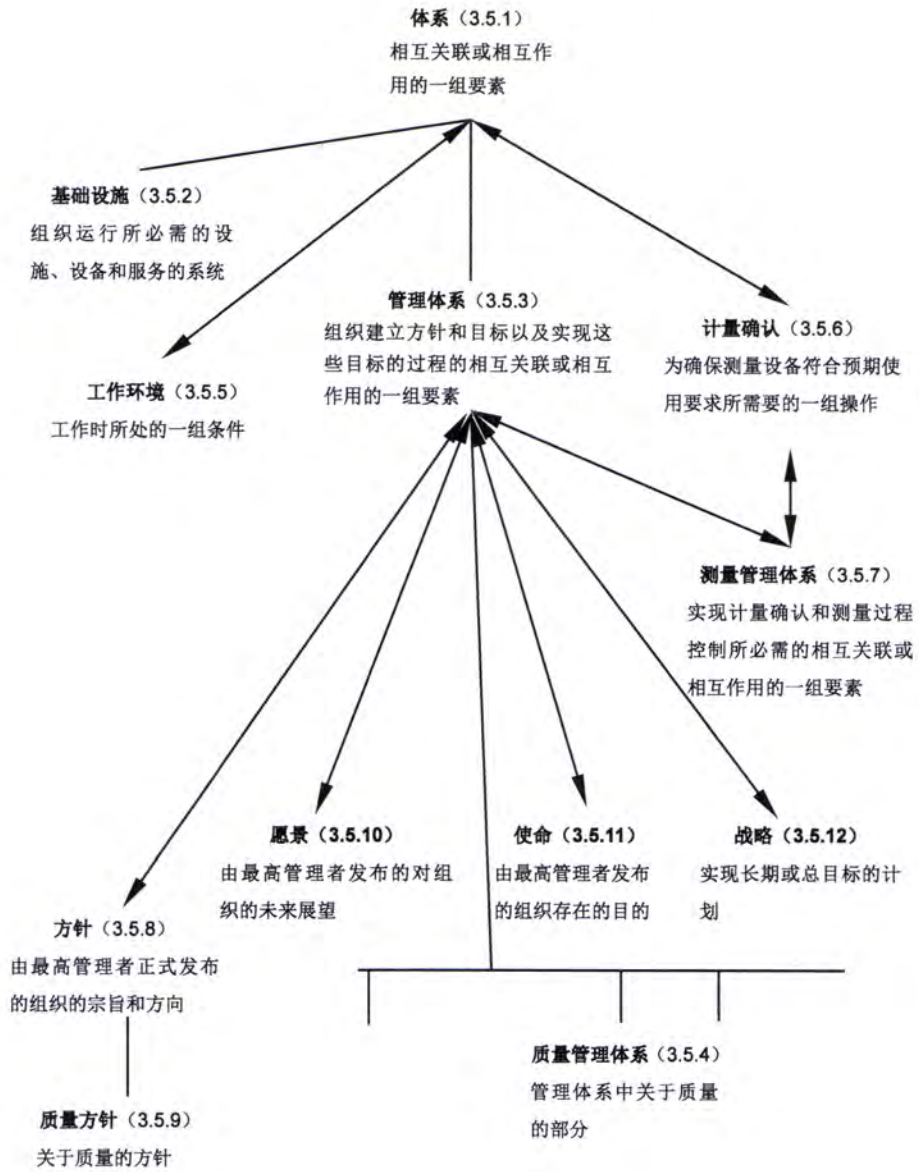 体系（3.5.1）
相互关联或相互作
用的一组要素
基础设施（3.5.2）
组织运行所必需的设
施、设备和服务的系统
管理体系（3.5.3）
组织建立方针和目标以及实现这
些目标的过程的相互关联或相互
作用的一组要素
计量确认（3.5.6）
为确保测量设备符合预期使
用要求所需要的一组操作
工作环境（3.5.5）
工作时所处的一组条件
测量管理体系（3.5.7）
实现计量确认和测量过程
控制所必需的相互关联或
相互作用的一组要素
愿景（3.5.10）
由最高管理者发布的对组
织的未来展望
使命（3.5.11）
由最高管理者发布
的组织存在的目的
战略（3.5.12）
实现长期或总目标的计
划
方针（3.5.8）
由最高管理者正式发布
的组织的宗旨和方向
质量管理体系（3.5.4）
管理体系中关于质量
的部分
质量方针（3.5.9）
关于质量的方针